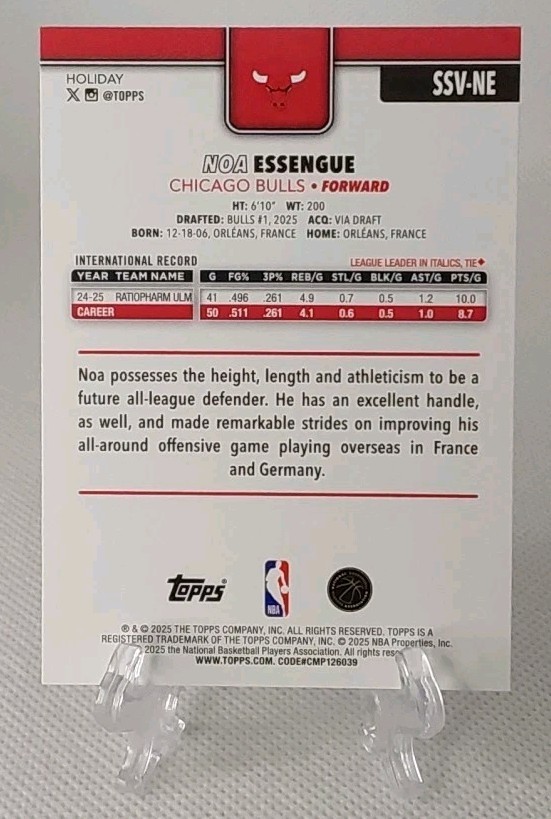 HOLIDAY
X @TOPPS
SSV-NE
NOA ESSENGUE
CHICAGO BULLS • FORWARD
HT: 6'10" WT: 200
DRAFTED: BULLS #1, 2025 ACQ: VIA DRAFT
BORN: 12-18-06, ORLÉANS, FRANCE HOME: ORLÉANS, FRANCE
INTERNATIONAL RECORD LEAGUE LEADER IN ITALICS, TIE◆
YEAR TEAM NAME G FG% 3P% REB/G STL/G BLK/G AST/G PTS/G
24-25 RATIOPHARM ULM 41 .496 .261 4.9 0.7 0.5 1.2 10.0
CAREER 50 .511 .261 4.1 0.6 0.5 1.0 8.7
Noa possesses the height, length and athleticism to be a
future all-league defender. He has an excellent handle,
as well, and made remarkable strides on improving his
all-around offensive game playing overseas in France
and Germany.
Topps®
NBA
® & © 2025 THE TOPPS COMPANY, INC. ALL RIGHTS RESERVED. TOPPS IS A
REGISTERED TRADEMARK OF THE TOPPS COMPANY, INC. © 2025 NBA Properties, Inc.
2025 the National Basketball Players Association. All rights res
WWW.TOPPS.COM. CODE#CMP126039